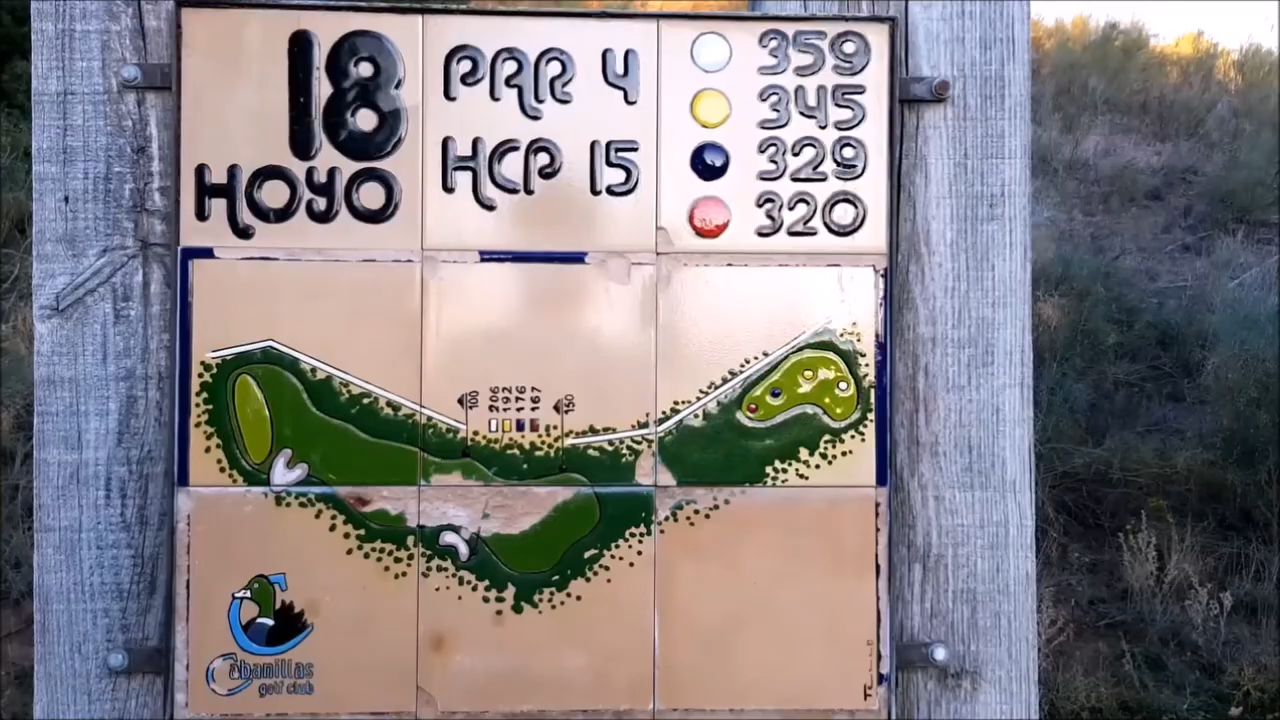 18
HOYO
PAR 4
HCP 15
359
345
329
320
100
206
192
176
167
150
Cabanillas
golf club